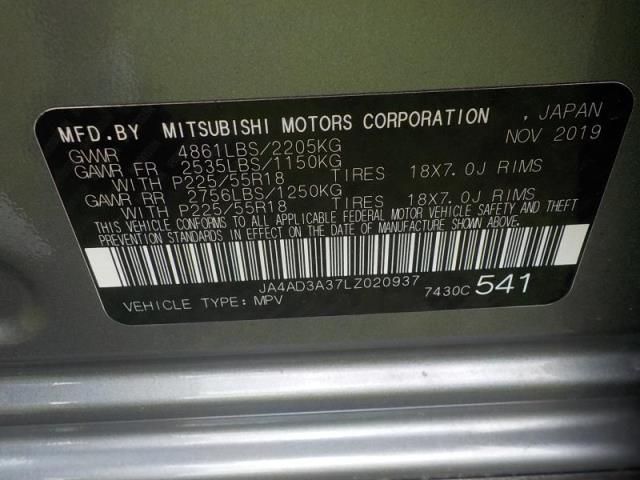 MFD.BY MITSUBISHI MOTORS CORPORATION , JAPAN
NOV 2019
GWVR 4861LBS/2205KG
GAWR FR 2535LBS/1150KG
WITH P225/55R18 TIRES 18X7.0J RIMS
GAWR RR 2756LBS/1250KG
WITH P225/55R18 TIRES 18X7.0J RIMS
THIS VEHICLE CONFORMS TO ALL APPLICABLE FEDERAL MOTOR VEHICLE SAFETY AND THEFT
PREVENTION STANDARDS IN EFFECT ON THE DATE OF MANUFACTURE SHOWN ABOVE.
JA4AD3A37LZ020937
VEHICLE TYPE: MPV 7430C 541